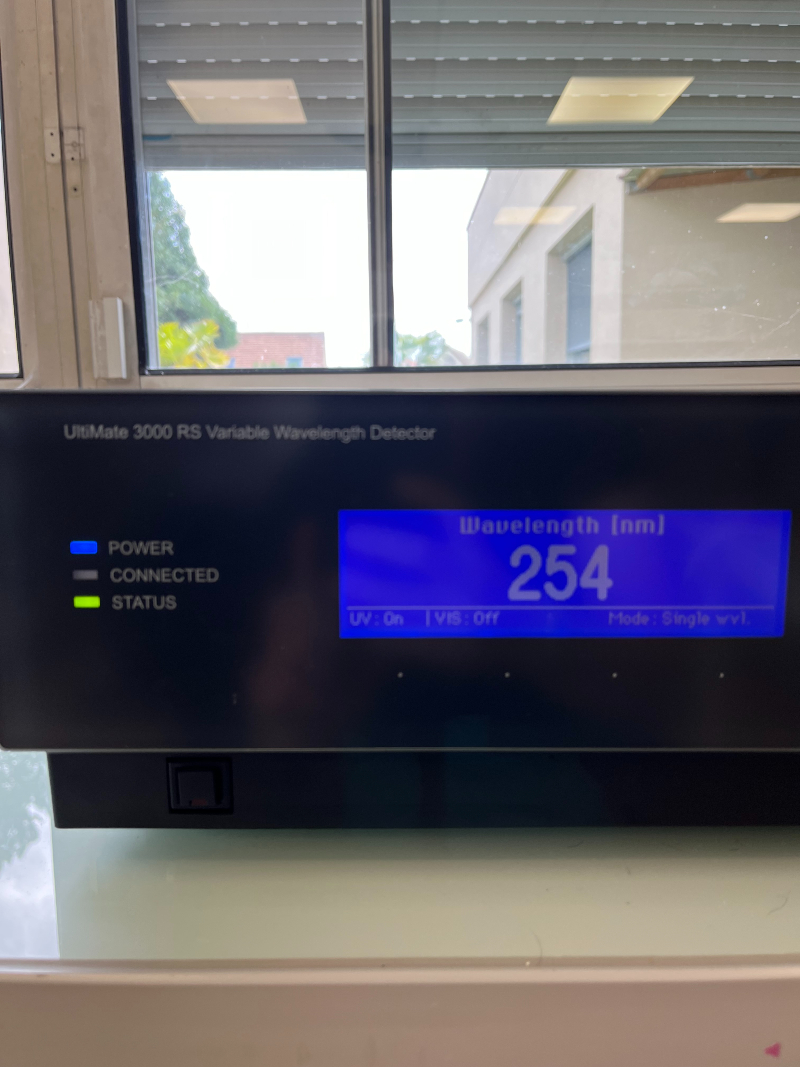 UltiMate 3000 RS Variable Wavelength Detector
POWER
CONNECTED
STATUS
Wavelength [nm]
254
UV: On | VIS: Off Mode: Single wvl.